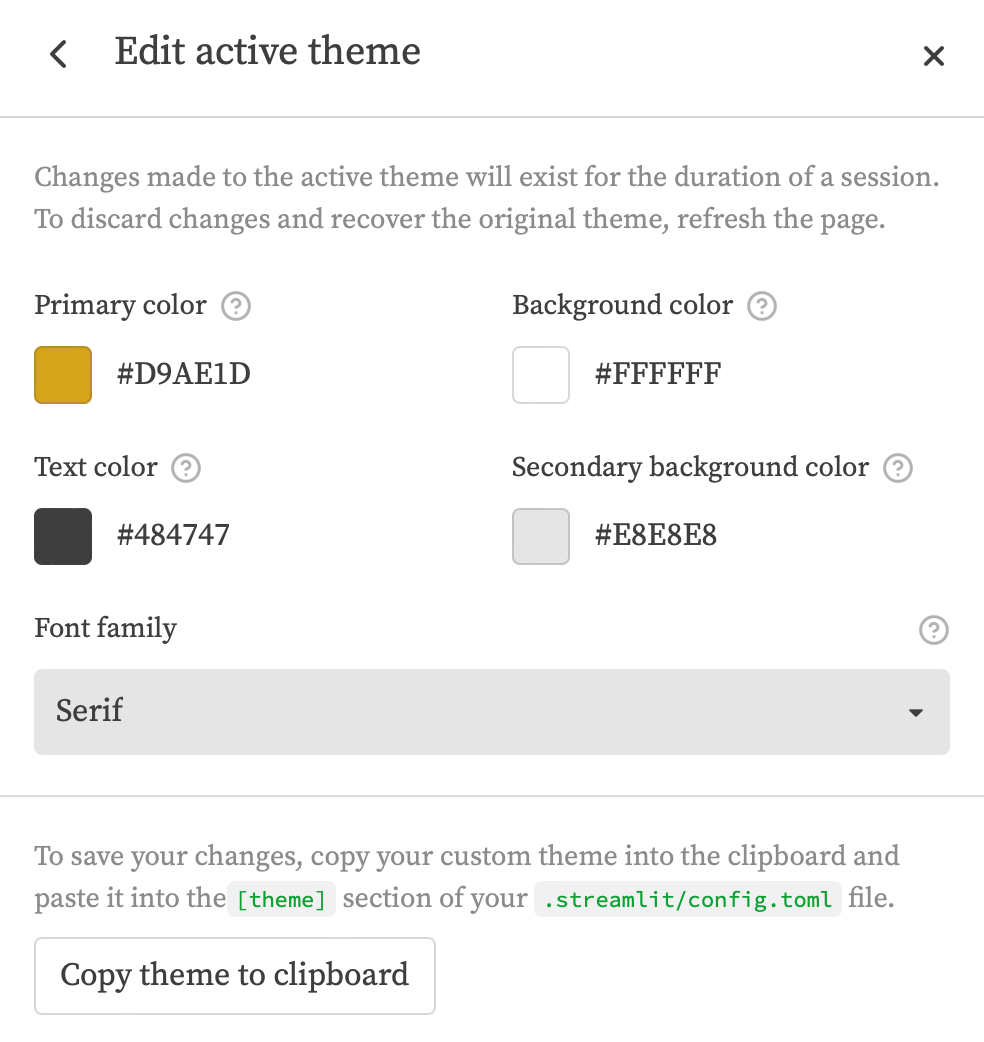 Edit active theme
Changes made to the active theme will exist for the duration of a session.
To discard changes and recover the original theme, refresh the page.
Primary color
Background color
#D9AE1D
#FFFFFF
Text color
Secondary background color
#484747
#E8E8E8
Font family
Serif
To save your changes, copy your custom theme into the clipboard and
paste it into the [theme] section of your .streamlit/config.toml file.
Copy theme to clipboard